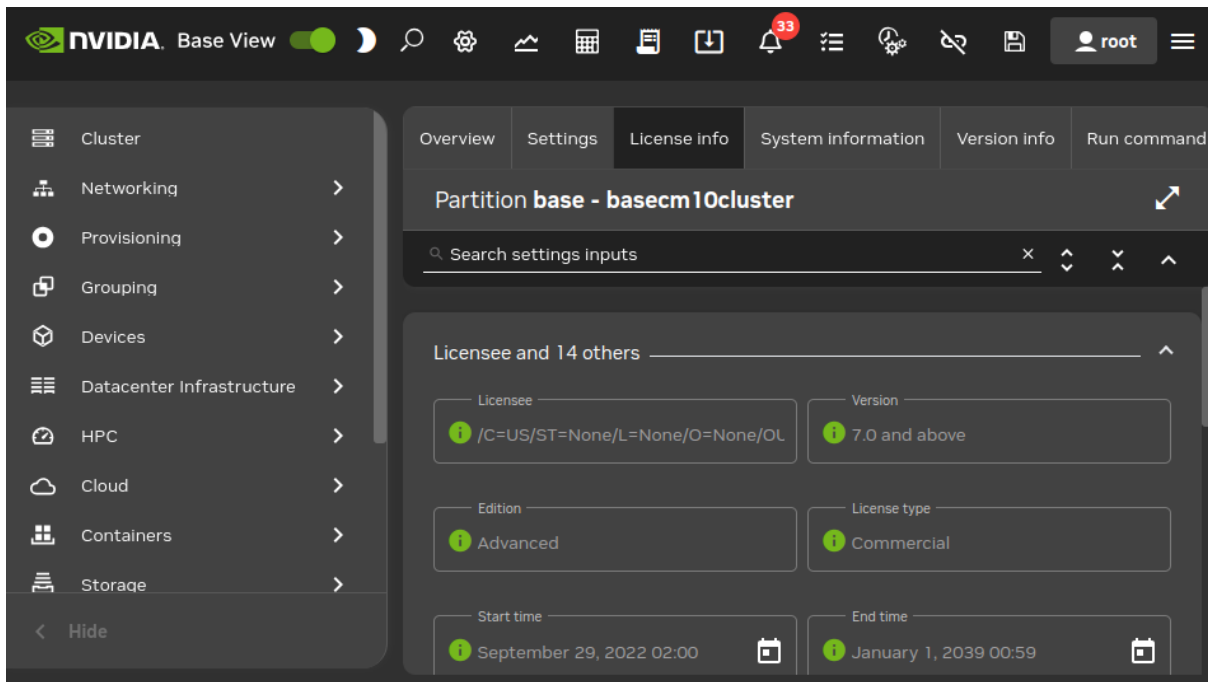 NVIDIA. Base View 33 root
Cluster
Networking
Provisioning
Grouping
Devices
Datacenter Infrastructure
HPC
Cloud
Containers
Storage
Hide
Overview Settings License info System information Version info Run command
Partition base - basecm10cluster
Search settings inputs
Licensee and 14 others
Licensee Version
/C=US/ST=None/L=None/O=None/OU 7.0 and above
Edition License type
Advanced Commercial
Start time End time
September 29, 2022 02:00 January 1, 2039 00:59